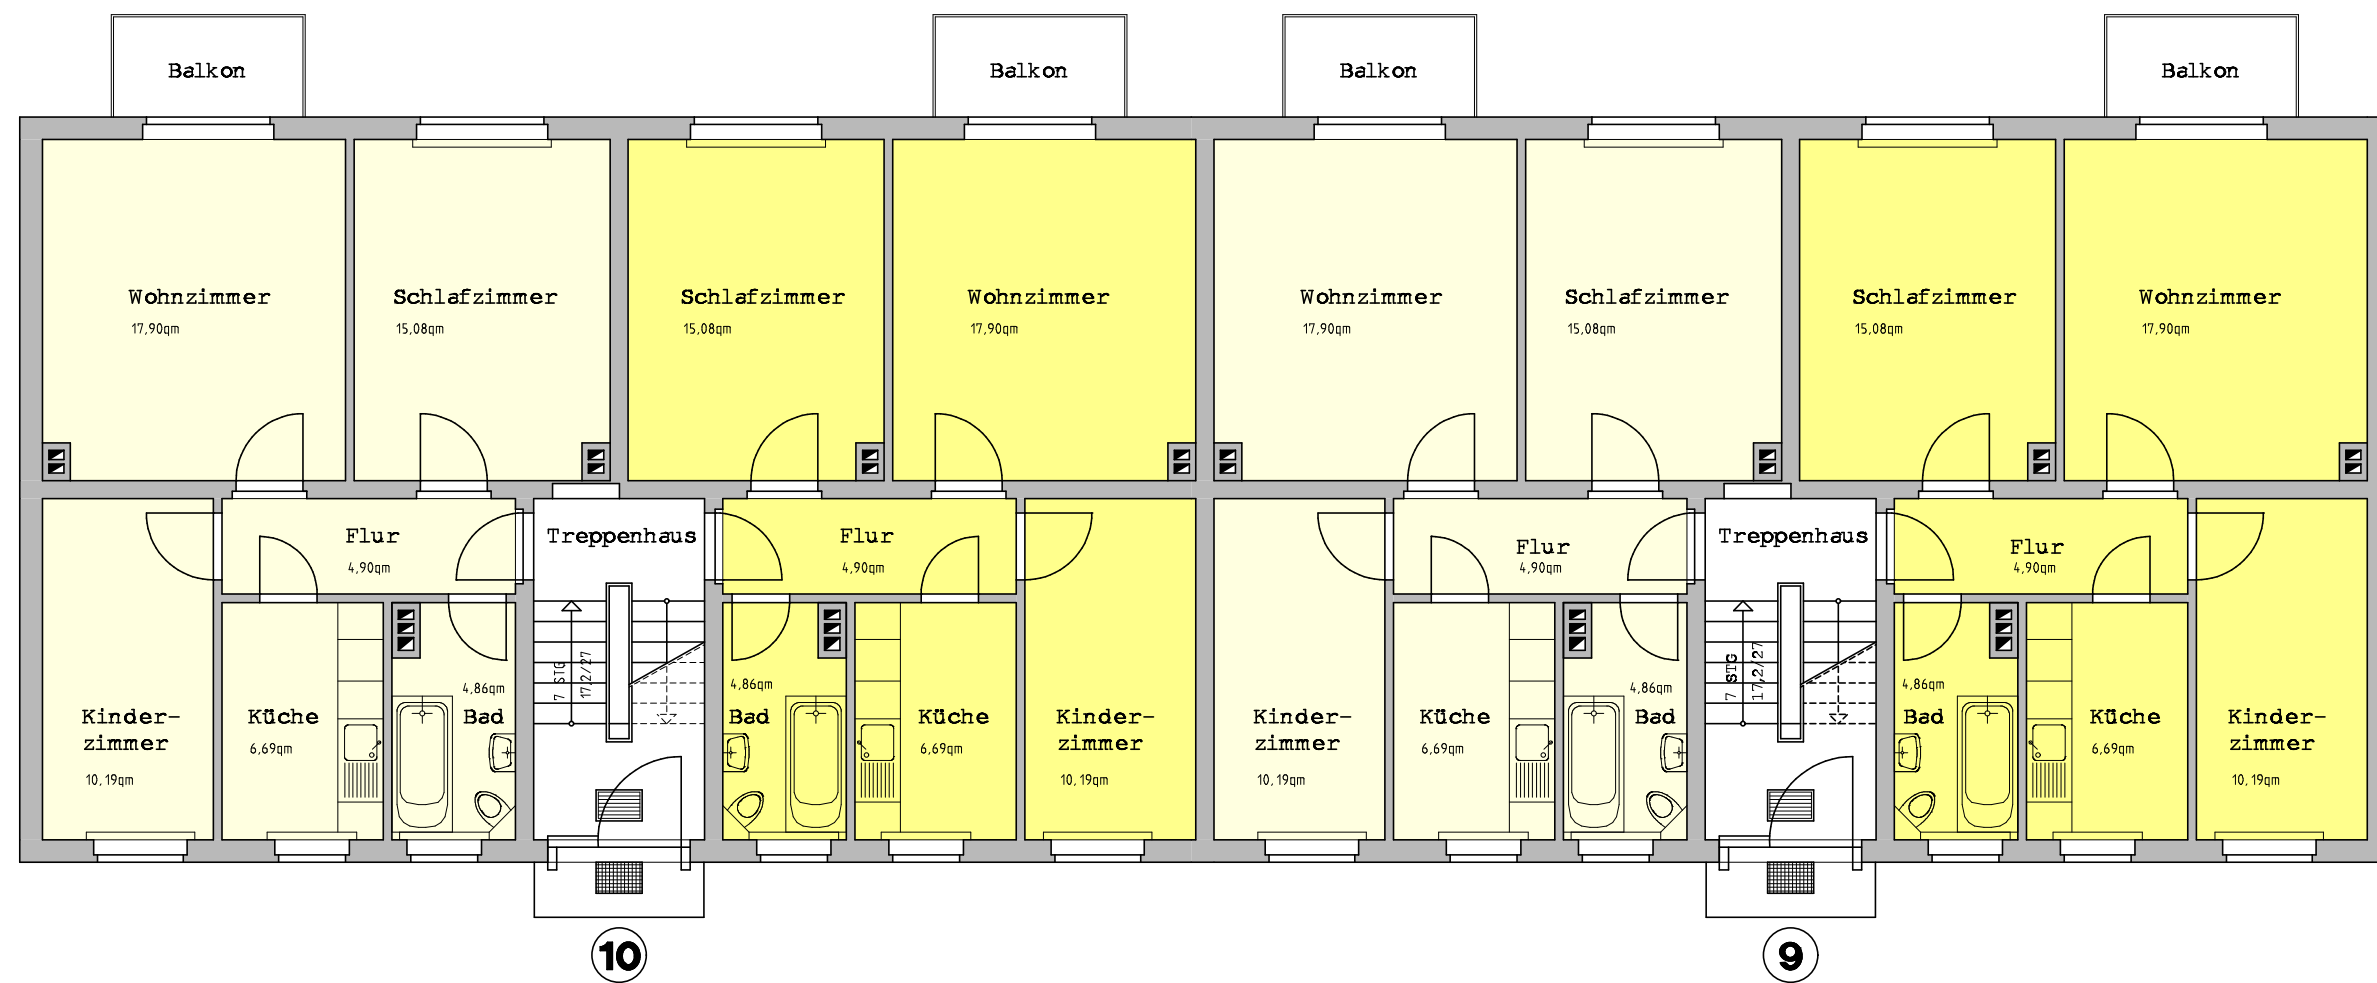 Balkon
Balkon
Balkon
Balkon
Wohnzimmer
17,90qm
Schlafzimmer
15,08qm
Schlafzimmer
15,08qm
Wohnzimmer
17,90qm
Wohnzimmer
17,90qm
Schlafzimmer
15,08qm
Schlafzimmer
15,08qm
Wohnzimmer
17,90qm
Flur
4,90qm
Treppenhaus
Flur
4,90qm
Flur
4,90qm
Treppenhaus
Flur
4,90qm
Kinder-
zimmer
10,19qm
Küche
6,69qm
4,86qm
Bad
7 STG
17,2/27
4,86qm
Bad
Küche
6,69qm
Kinder-
zimmer
10,19qm
Kinder-
zimmer
10,19qm
Küche
6,69qm
4,86qm
Bad
7 STG
17,2/27
4,86qm
Bad
Küche
6,69qm
Kinder-
zimmer
10,19qm
10
9